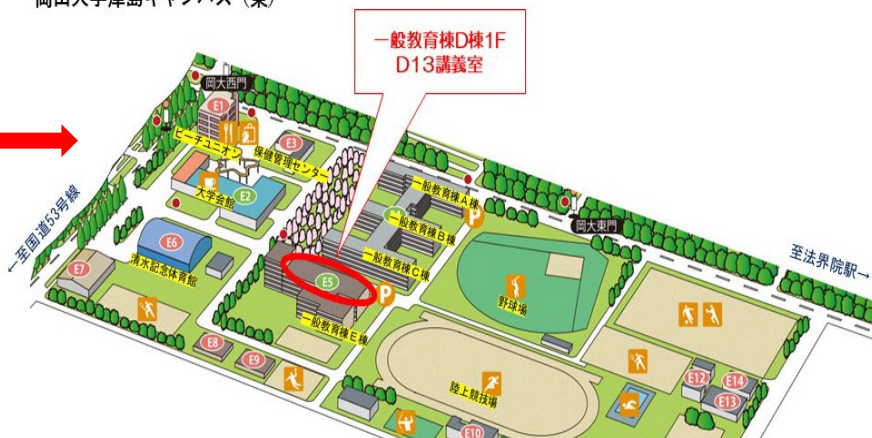 岡山大学津島キャンパス（東）
一般教育棟D棟1F
D13講義室
岡大西門
E1
ピーチユニオン
E3
保健管理センター
大学会館
E2
一般教育棟A棟
P
一般教育棟B棟
一般教育棟C棟
岡大東門
←至国道53号線
至法界院駅→
E6
清水記念体育館
E7
E5
P
一般教育棟E棟
野球場
E8
E9
陸上競技場
E10
E12
E14
E13